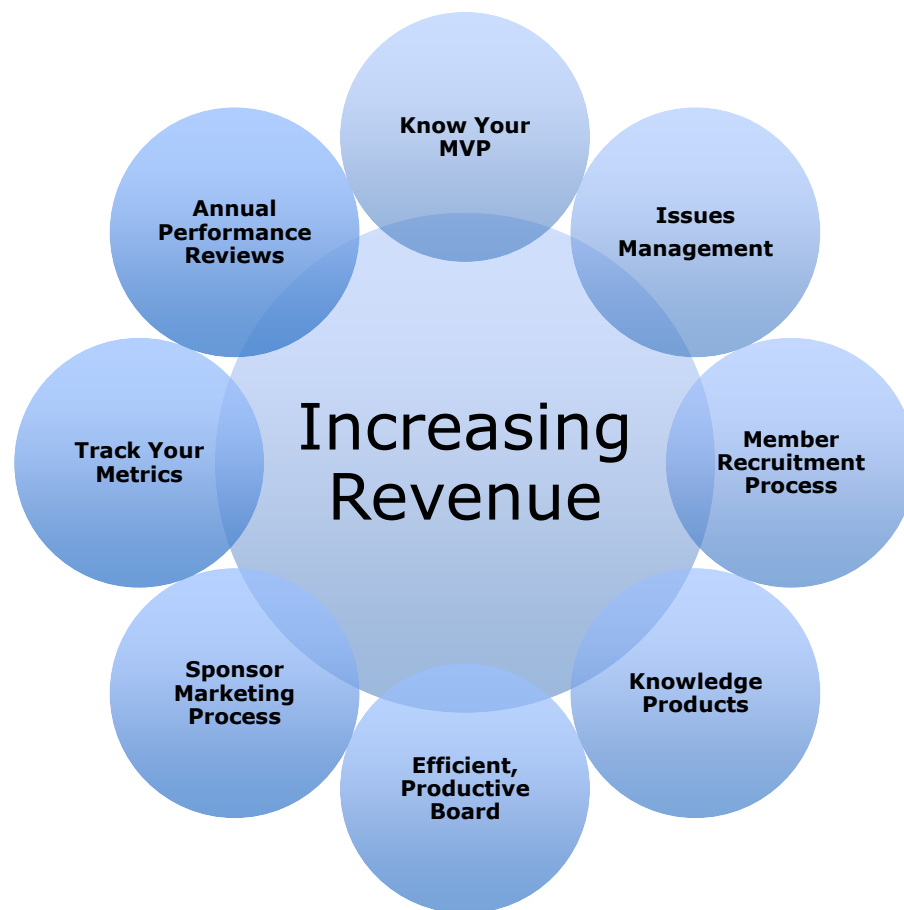 Know Your
MVP
Issues
Management
Member
Recruitment
Process
Knowledge
Products
Efficient,
Productive
Board
Sponsor
Marketing
Process
Track Your
Metrics
Annual
Performance
Reviews
Increasing
Revenue